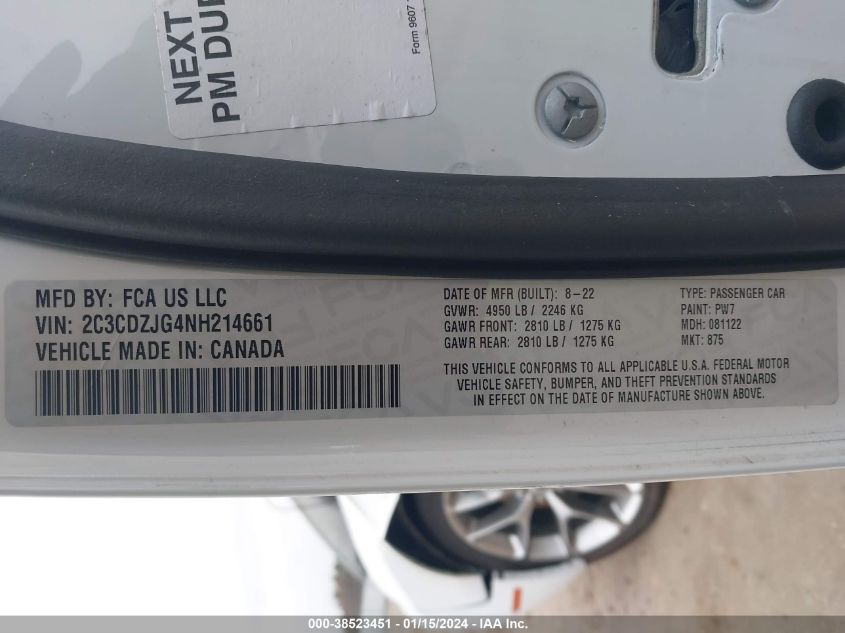 NEXT
PM DUE
Form 9607
MFD BY: FCA US LLC
VIN: 2C3CDZJG4NH214661
VEHICLE MADE IN: CANADA
DATE OF MFR (BUILT): 8-22
GVWR: 4950 LB / 2246 KG
GAWR FRONT: 2810 LB / 1275 KG
GAWR REAR: 2810 LB / 1275 KG
TYPE: PASSENGER CAR
PAINT: PW7
MDH: 081122
MKT: 875
THIS VEHICLE CONFORMS TO ALL APPLICABLE U.S.A. FEDERAL MOTOR
VEHICLE SAFETY, BUMPER, AND THEFT PREVENTION STANDARDS
IN EFFECT ON THE DATE OF MANUFACTURE SHOWN ABOVE.
000-38523451 - 01/15/2024 - IAA Inc.